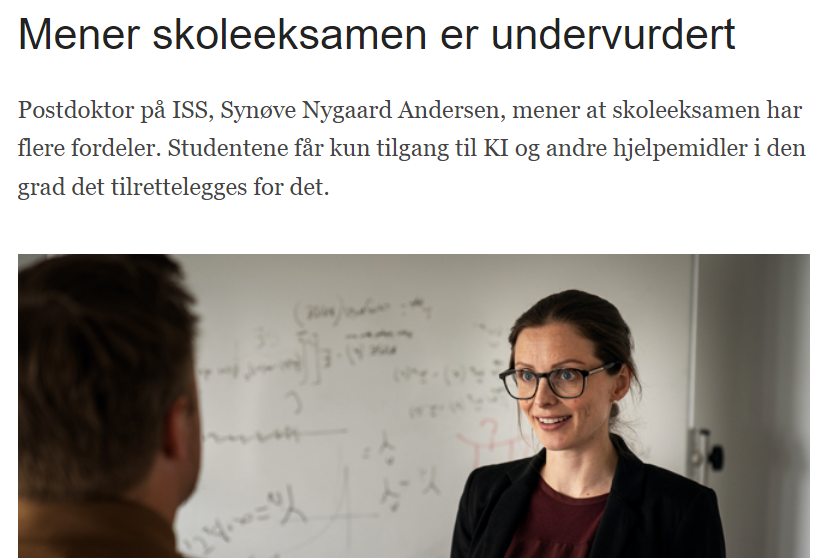 Mener skoleeksamen er undervurdert
Postdoktor på ISS, Synøve Nygaard Andersen, mener at skoleeksamen har
flere fordeler. Studentene får kun tilgang til KI og andre hjelpemidler i den
grad det tilrettelegges for det.